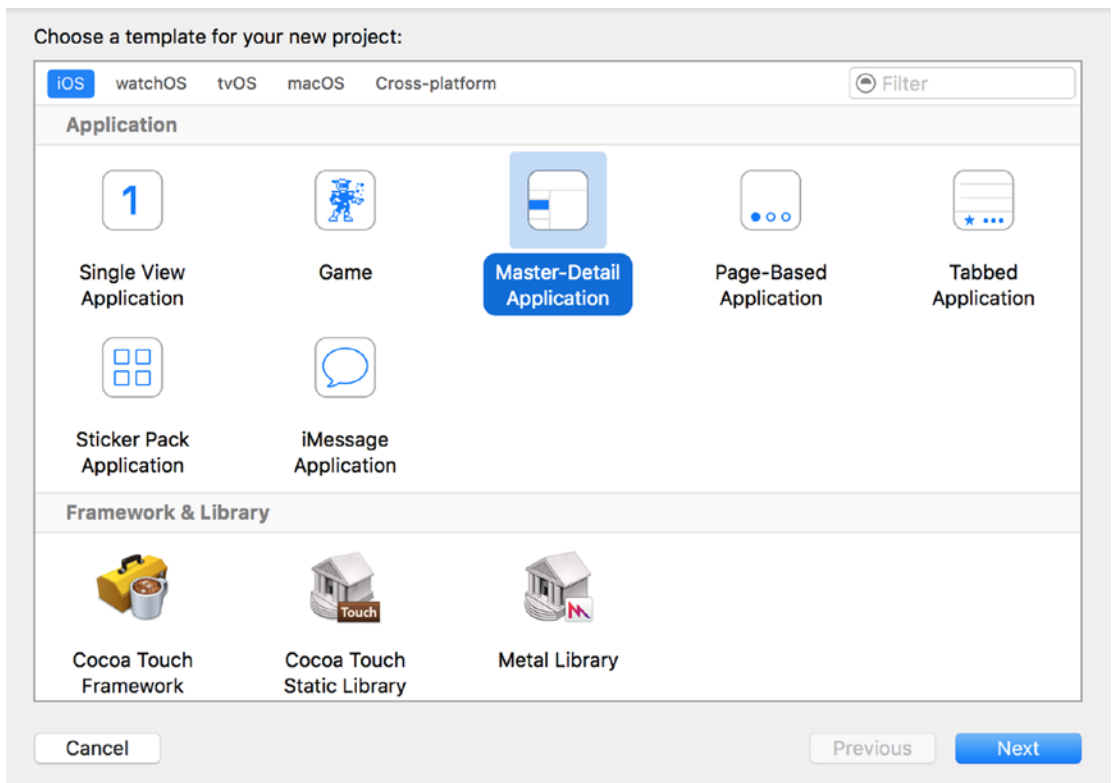 Choose a template for your new project:
iOS watchOS tvOS macOS Cross-platform Filter
Application
1
Single View
Application
Game
Master-Detail
Application
Page-Based
Application
Tabbed
Application
Sticker Pack
Application
iMessage
Application
Framework & Library
Touch
Cocoa Touch
Framework
Cocoa Touch
Static Library
Metal Library
Cancel Previous Next